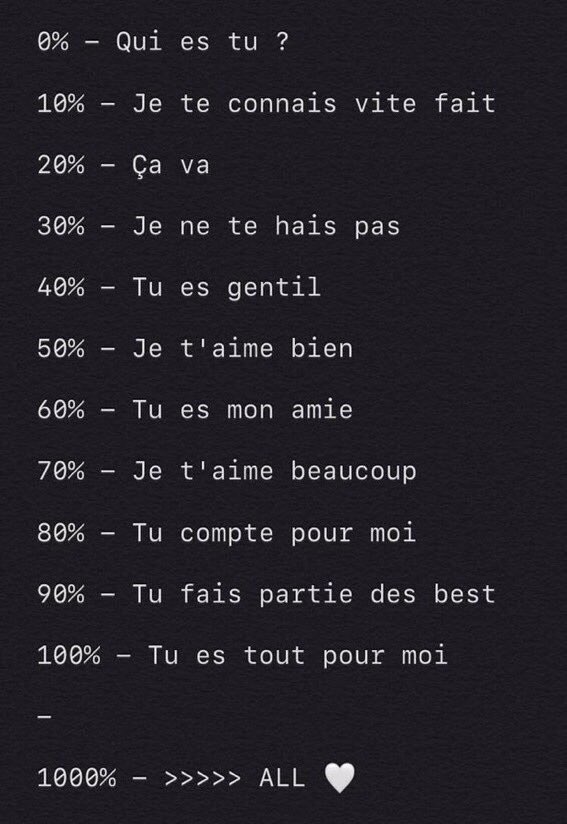 0% – Qui es tu ?
10% – Je te connais vite fait
20% – Ça va
30% – Je ne te hais pas
40% – Tu es gentil
50% – Je t'aime bien
60% – Tu es mon amie
70% – Je t'aime beaucoup
80% – Tu compte pour moi
90% – Tu fais partie des best
100% – Tu es tout pour moi
–
1000% – >>>>> ALL 🤍